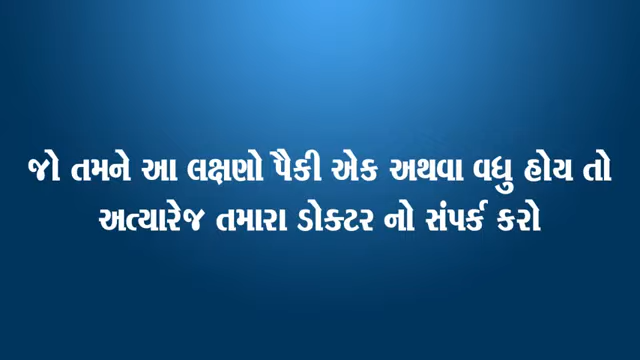 જો તમને આ લક્ષણો પૈકી એક અથવા વધુ હોય તો
અત્યારેજ તમારા ડોક્ટર નો સંપર્ક કરો